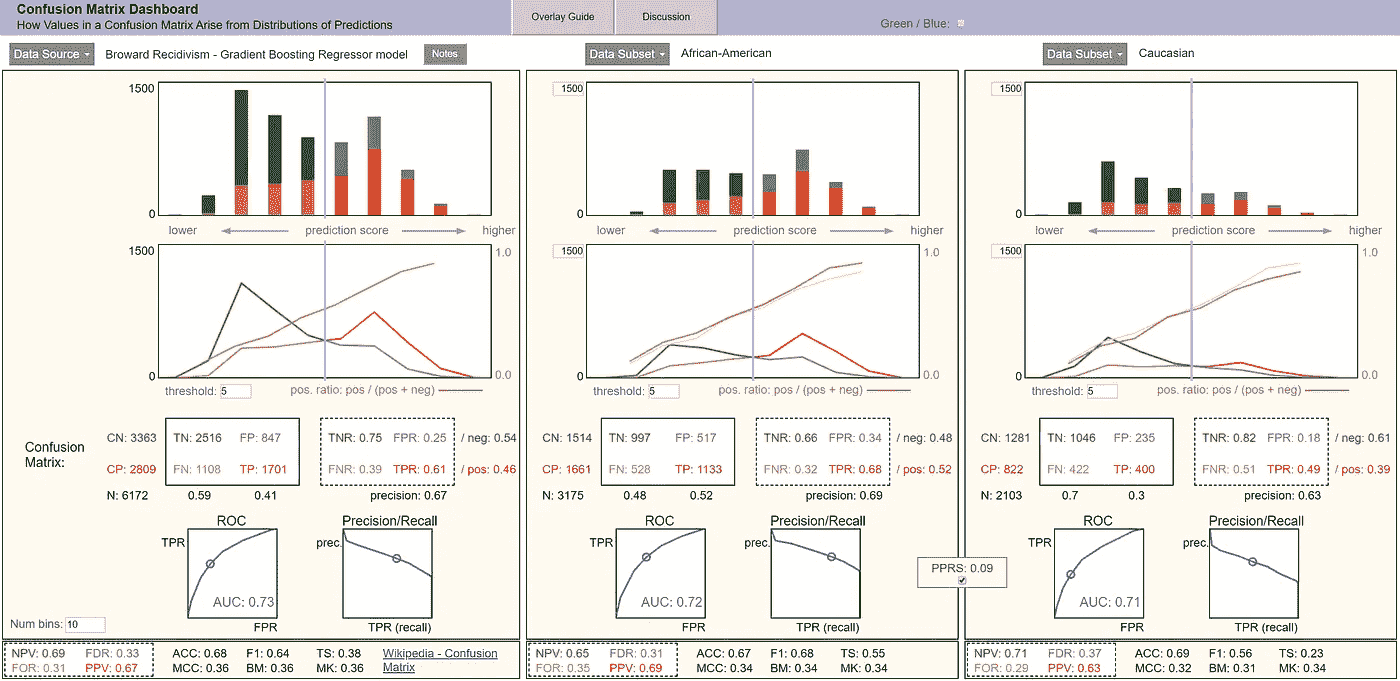 Confusion Matrix Dashboard
How Values in a Confusion Matrix Arise from Distributions of Predictions
Overlay Guide
Discussion
Green / Blue:
Data Source
Broward Recidivism - Gradient Boosting Regressor model
Notes
Data Subset
African-American
Data Subset
Caucasian
1500
0
lower
prediction score
higher
1500
1.0
0
0.0
threshold: 5
pos. ratio: pos / (pos + neg)
Confusion
Matrix:
CN: 3363
TN: 2516 FP: 847
TNR: 0.75 FPR: 0.25
/ neg: 0.54
CP: 2809
FN: 1108 TP: 1701
FNR: 0.39 TPR: 0.61
/ pos: 0.46
N: 6172
0.59 0.41
precision: 0.67
ROC
TPR
AUC: 0.73
FPR
Precision/Recall
prec.
TPR (recall)
Num bins: 10
NPV: 0.69 FDR: 0.33
FOR: 0.31 PPV: 0.67
ACC: 0.68 F1: 0.64 TS: 0.38
MCC: 0.36 BM: 0.36 MK: 0.36
Wikipedia - Confusion
Matrix
1500
0
lower
prediction score
higher
1500
1.0
0
0.0
threshold: 5
pos. ratio: pos / (pos + neg)
CN: 1514
TN: 997 FP: 517
TNR: 0.66 FPR: 0.34
/ neg: 0.48
CP: 1661
FN: 528 TP: 1133
FNR: 0.32 TPR: 0.68
/ pos: 0.52
N: 3175
0.48 0.52
precision: 0.69
ROC
TPR
AUC: 0.72
FPR
Precision/Recall
prec.
TPR (recall)
PPRS: 0.09
NPV: 0.65 FDR: 0.31
FOR: 0.35 PPV: 0.69
ACC: 0.67 F1: 0.68 TS: 0.55
MCC: 0.34 BM: 0.34 MK: 0.34
1500
0
lower
prediction score
higher
1500
1.0
0
0.0
threshold: 5
pos. ratio: pos / (pos + neg)
CN: 1281
TN: 1046 FP: 235
TNR: 0.82 FPR: 0.18
/ neg: 0.61
CP: 822
FN: 422 TP: 400
FNR: 0.51 TPR: 0.49
/ pos: 0.39
N: 2103
0.7 0.3
precision: 0.63
ROC
TPR
AUC: 0.71
FPR
Precision/Recall
prec.
TPR (recall)
NPV: 0.71 FDR: 0.37
FOR: 0.29 PPV: 0.63
ACC: 0.69 F1: 0.56 TS: 0.23
MCC: 0.32 BM: 0.31 MK: 0.34